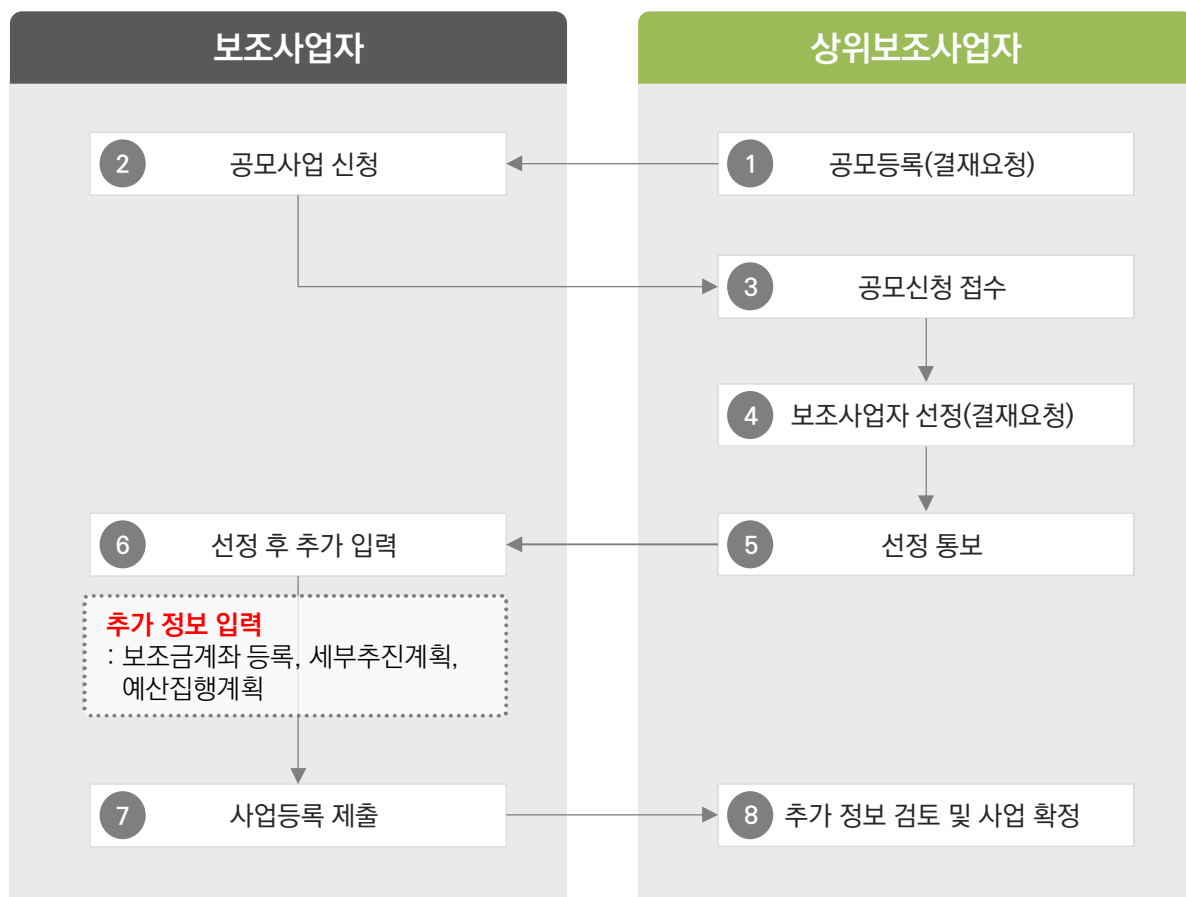 보조사업자
상위보조사업자
2 공모사업 신청
1 공모등록(결재요청)
3 공모신청 접수
4 보조사업자 선정(결재요청)
6 선정 후 추가 입력
5 선정 통보
추가 정보 입력
: 보조금계좌 등록, 세부추진계획,
예산집행계획
7 사업등록 제출
8 추가 정보 검토 및 사업 확정